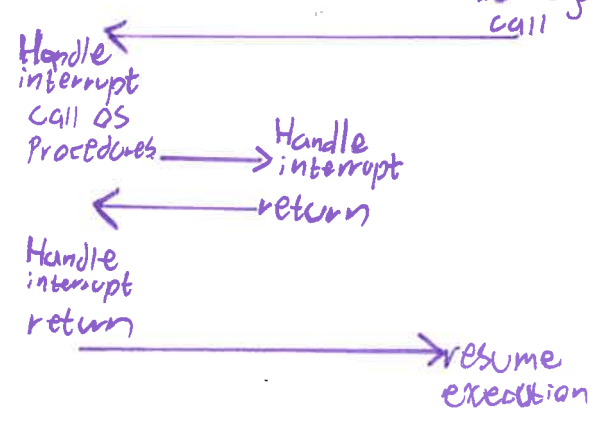 call
Handle
interrupt
call OS
Procedures
Handle
interrupt
return
Handle
interrupt
return
resume
execution